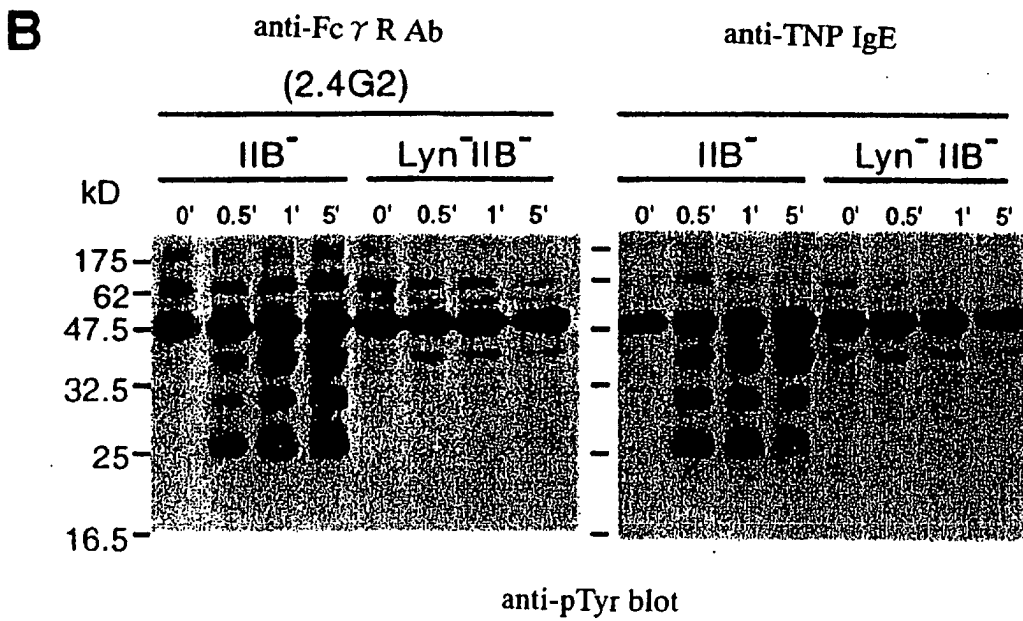 B
anti-Fc γ R Ab
anti-TNP IgE
(2.4G2)
IIB⁻ Lyn⁻IIB⁻ IIB⁻ Lyn⁻ IIB⁻
kD
0' 0.5' 1' 5' 0' 0.5' 1' 5' 0' 0.5' 1' 5' 0' 0.5' 1' 5'
175
62
47.5
32.5
25
16.5
anti-pTyr blot